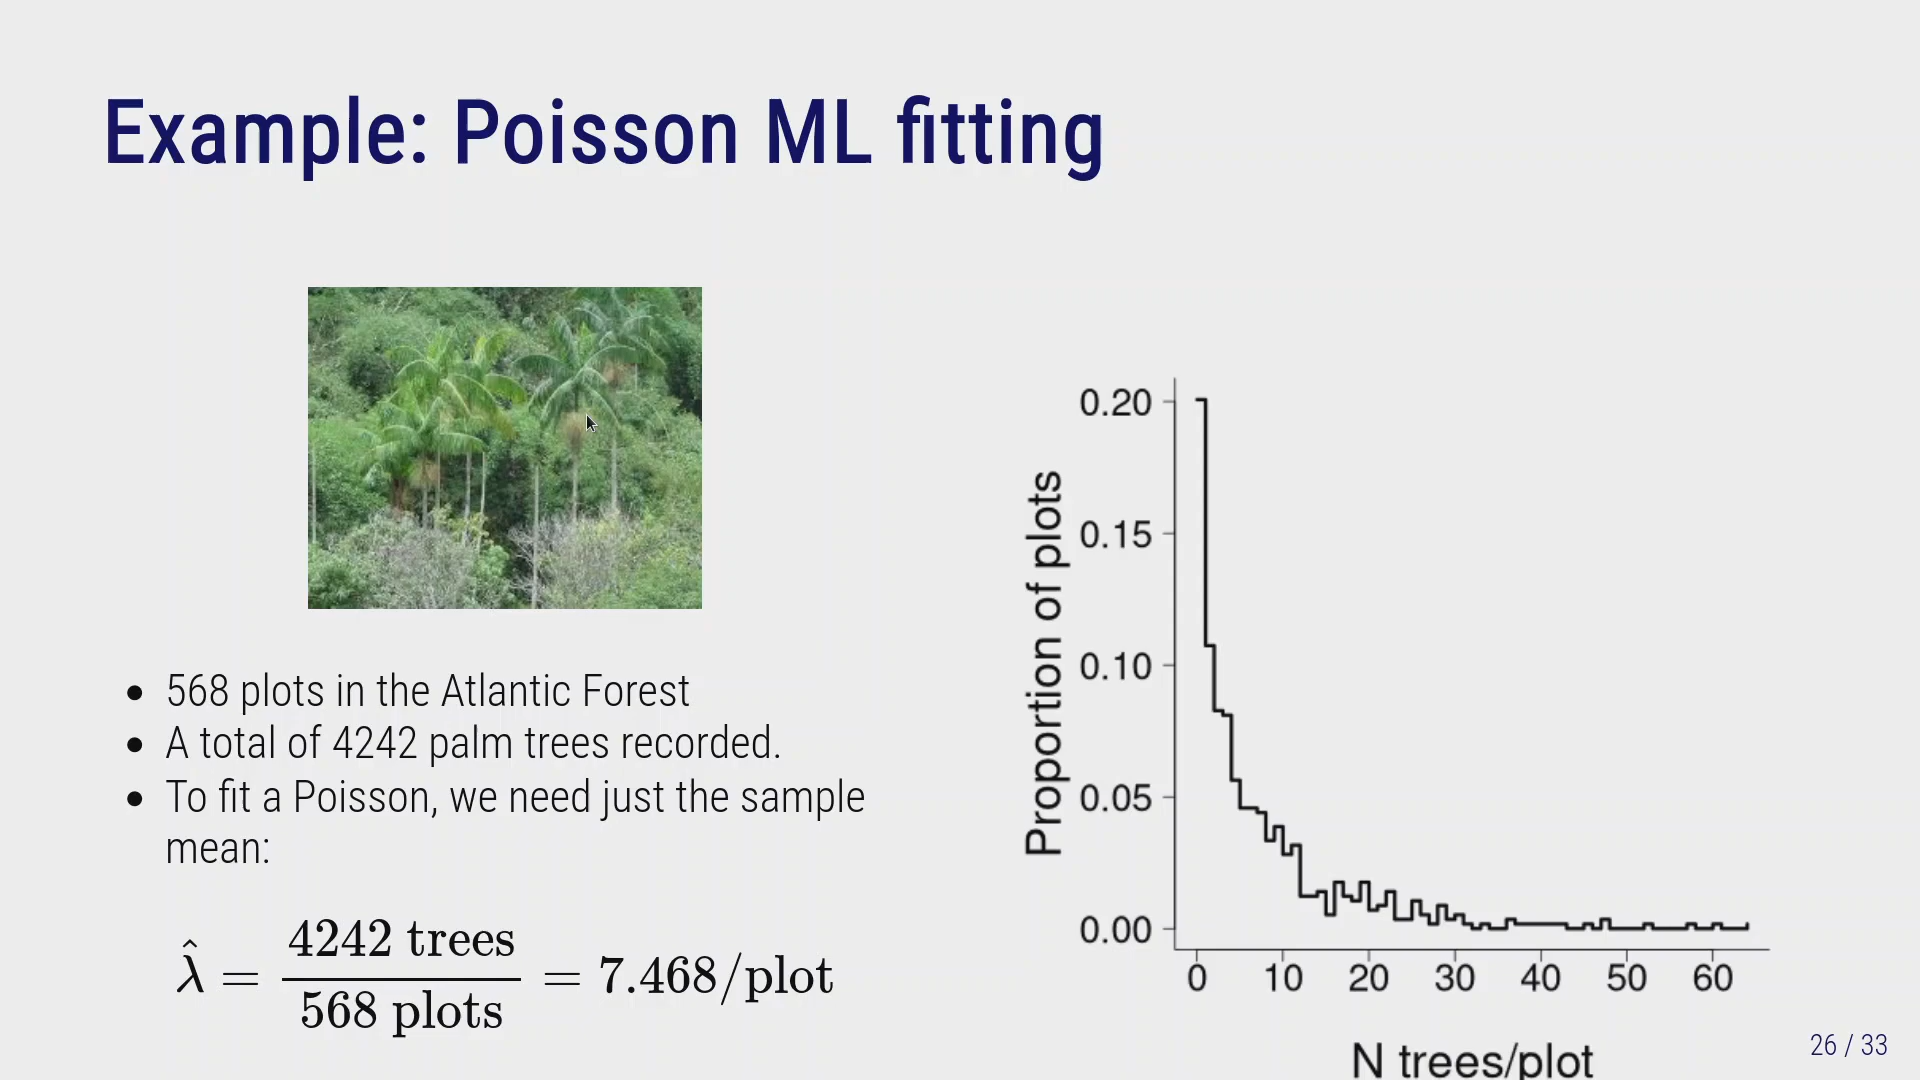 Example: Poisson ML fitting
568 plots in the Atlantic Forest
A total of 4242 palm trees recorded.
To fit a Poisson, we need just the sample
mean:
λ̂ = 4242 trees / 568 plots = 7.468/plot
Proportion of plots
0.20
0.15
0.10
0.05
0.00
0 10 20 30 40 50 60
N trees/plot
26 / 33